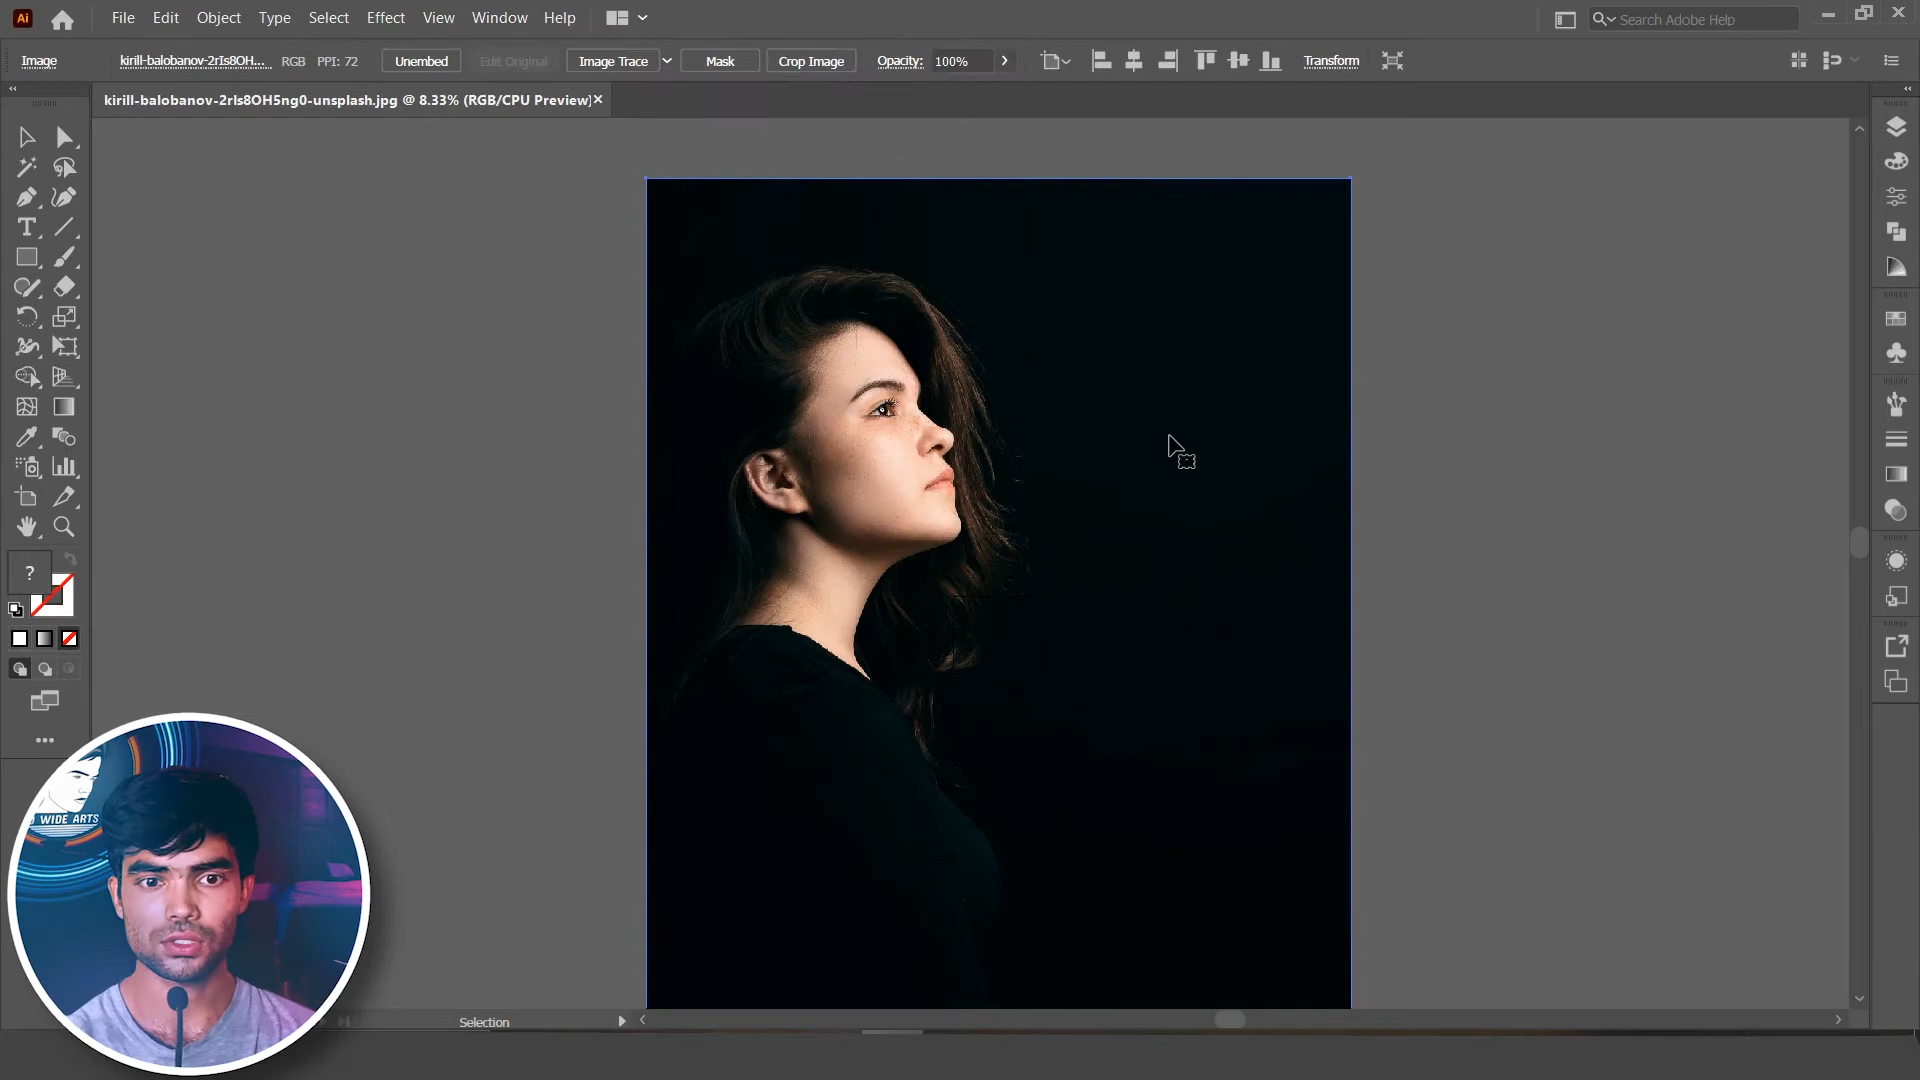 Ai File Edit Object Type Select Effect View Window Help Search Adobe Help
Image kirill-balobanov-2rIs8OH... RGB PPI: 72 Unembed Edit Original Image Trace Mask Crop Image Opacity: 100% Transform
kirill-balobanov-2rIs8OH5ng0-unsplash.jpg @ 8.33% (RGB/CPU Preview)
T
?
WIDE ARTS
Selection